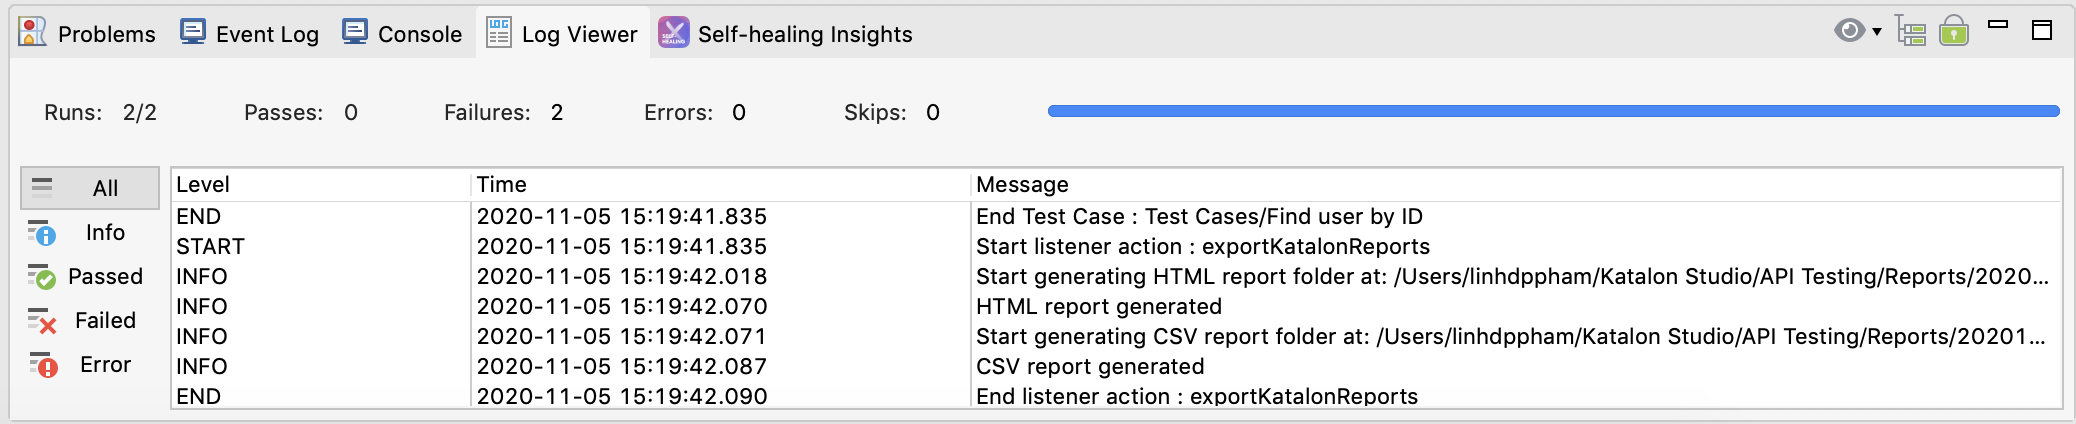 Problems Event Log Console LOG Log Viewer SELF-HEALING Self-healing Insights
Runs: 2/2 Passes: 0 Failures: 2 Errors: 0 Skips: 0
All
Info
Passed
Failed
Error
Level Time Message
END 2020-11-05 15:19:41.835 End Test Case : Test Cases/Find user by ID
START 2020-11-05 15:19:41.835 Start listener action : exportKatalonReports
INFO 2020-11-05 15:19:42.018 Start generating HTML report folder at: /Users/linhdppham/Katalon Studio/API Testing/Reports/2020...
INFO 2020-11-05 15:19:42.070 HTML report generated
INFO 2020-11-05 15:19:42.071 Start generating CSV report folder at: /Users/linhdppham/Katalon Studio/API Testing/Reports/20201...
INFO 2020-11-05 15:19:42.087 CSV report generated
END 2020-11-05 15:19:42.090 End listener action : exportKatalonReports